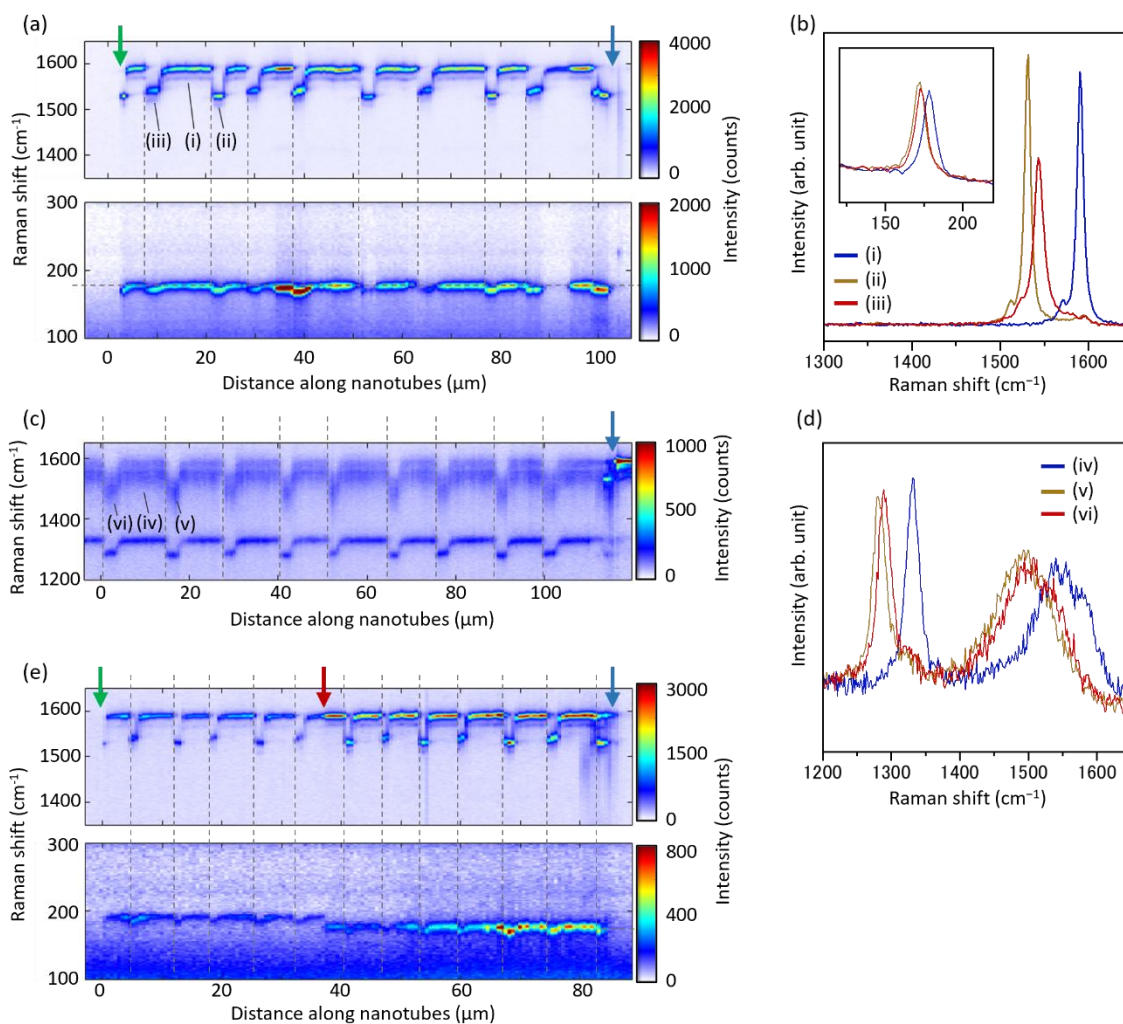 (a)
Raman shift (cm⁻¹)
1600
1500
1400
(iii)
(i)
(ii)
4000
2000
0
Intensity (counts)
300
200
100
2000
1000
0
0 20 40 60 80 100
Distance along nanotubes (μm)
(b)
Intensity (arb. unit)
150 200
(i)
(ii)
(iii)
1300 1400 1500 1600
Raman shift (cm⁻¹)
(c)
Raman shift (cm⁻¹)
1600
1400
1200
(vi)
(iv)
(v)
1000
500
0
Intensity (counts)
0 20 40 60 80 100
Distance along nanotubes (μm)
(d)
Intensity (arb. unit)
(iv)
(v)
(vi)
1200 1300 1400 1500 1600
Raman shift (cm⁻¹)
(e)
Raman shift (cm⁻¹)
1600
1500
1400
3000
1500
0
Intensity (counts)
300
200
100
800
400
0
0 20 40 60 80
Distance along nanotubes (μm)